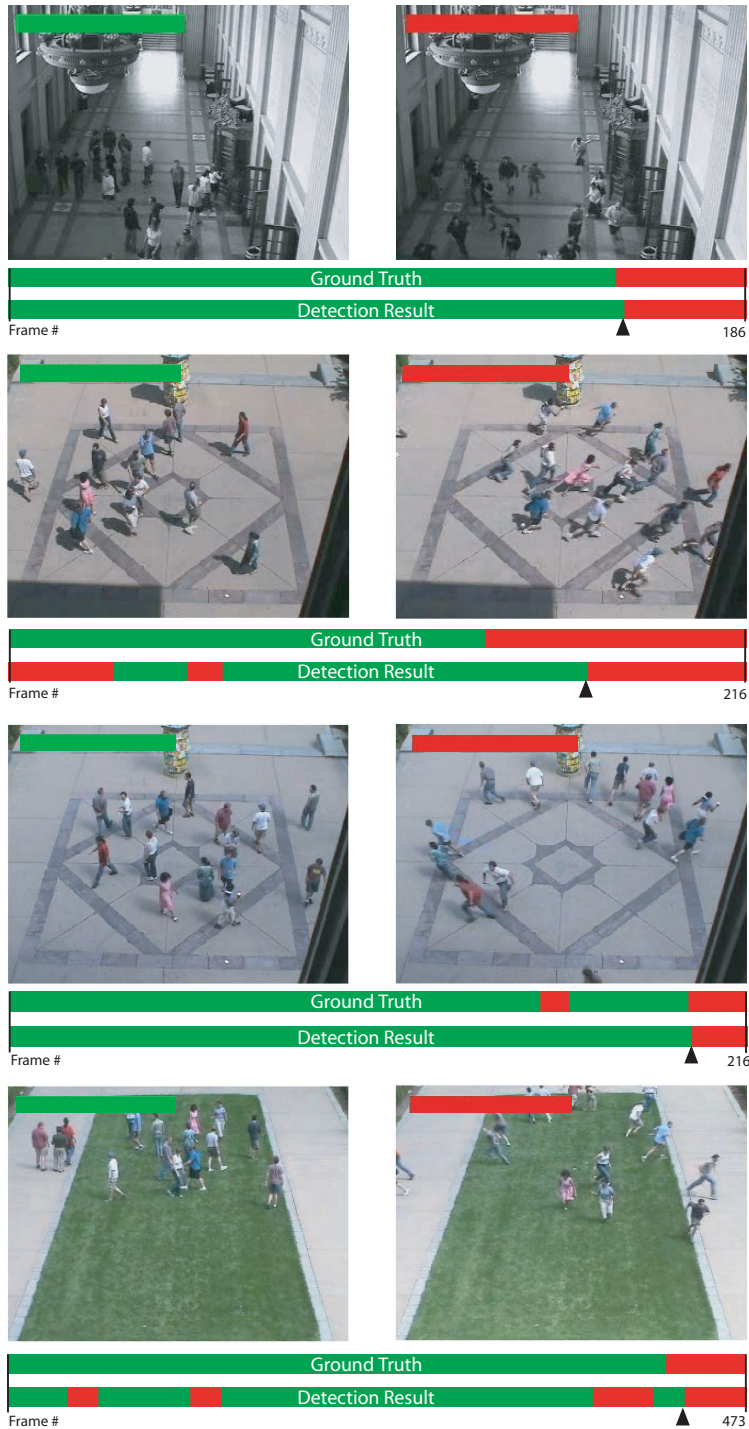 Ground Truth
Detection Result
Frame #
186
Ground Truth
Detection Result
Frame #
216
Ground Truth
Detection Result
Frame #
216
Ground Truth
Detection Result
Frame #
473